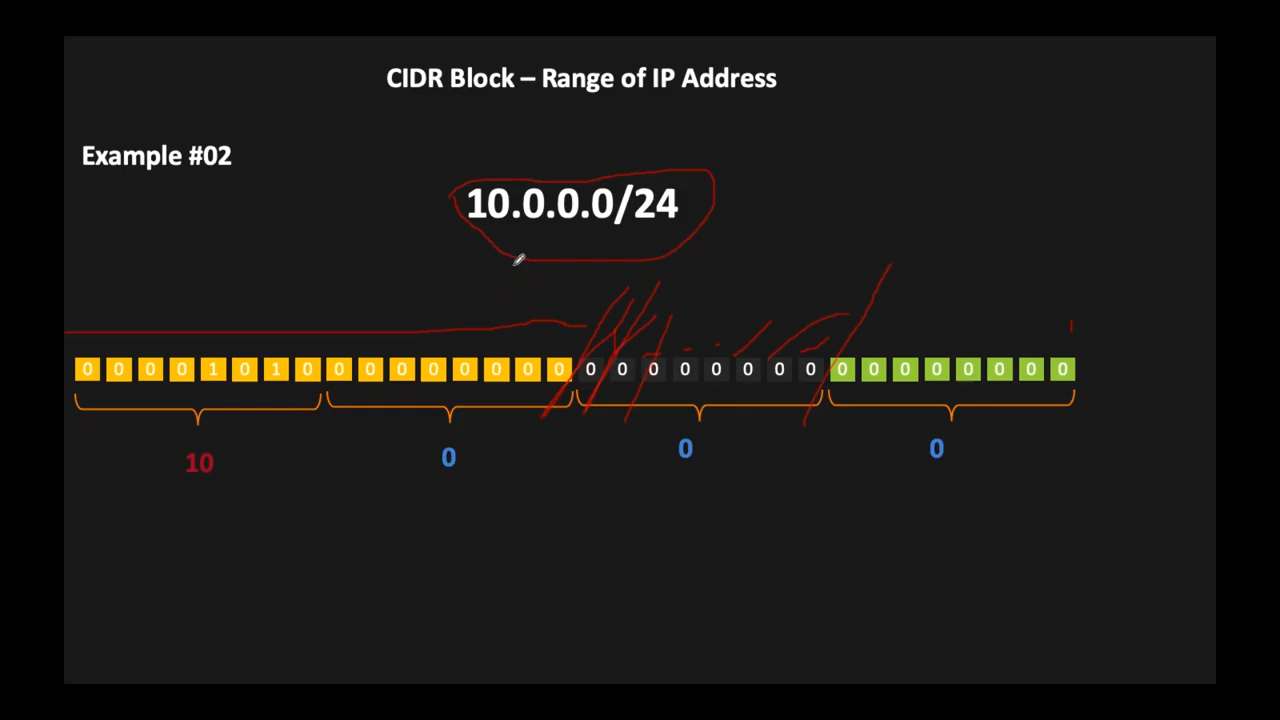 CIDR Block – Range of IP Address
Example #02
10.0.0.0/24
0 0 0 0 1 0 1 0 0 0 0 0 0 0 0 0 0 0 0 0 0 0 0 0 0 0 0 0 0 0 0 0
10 0 0 0